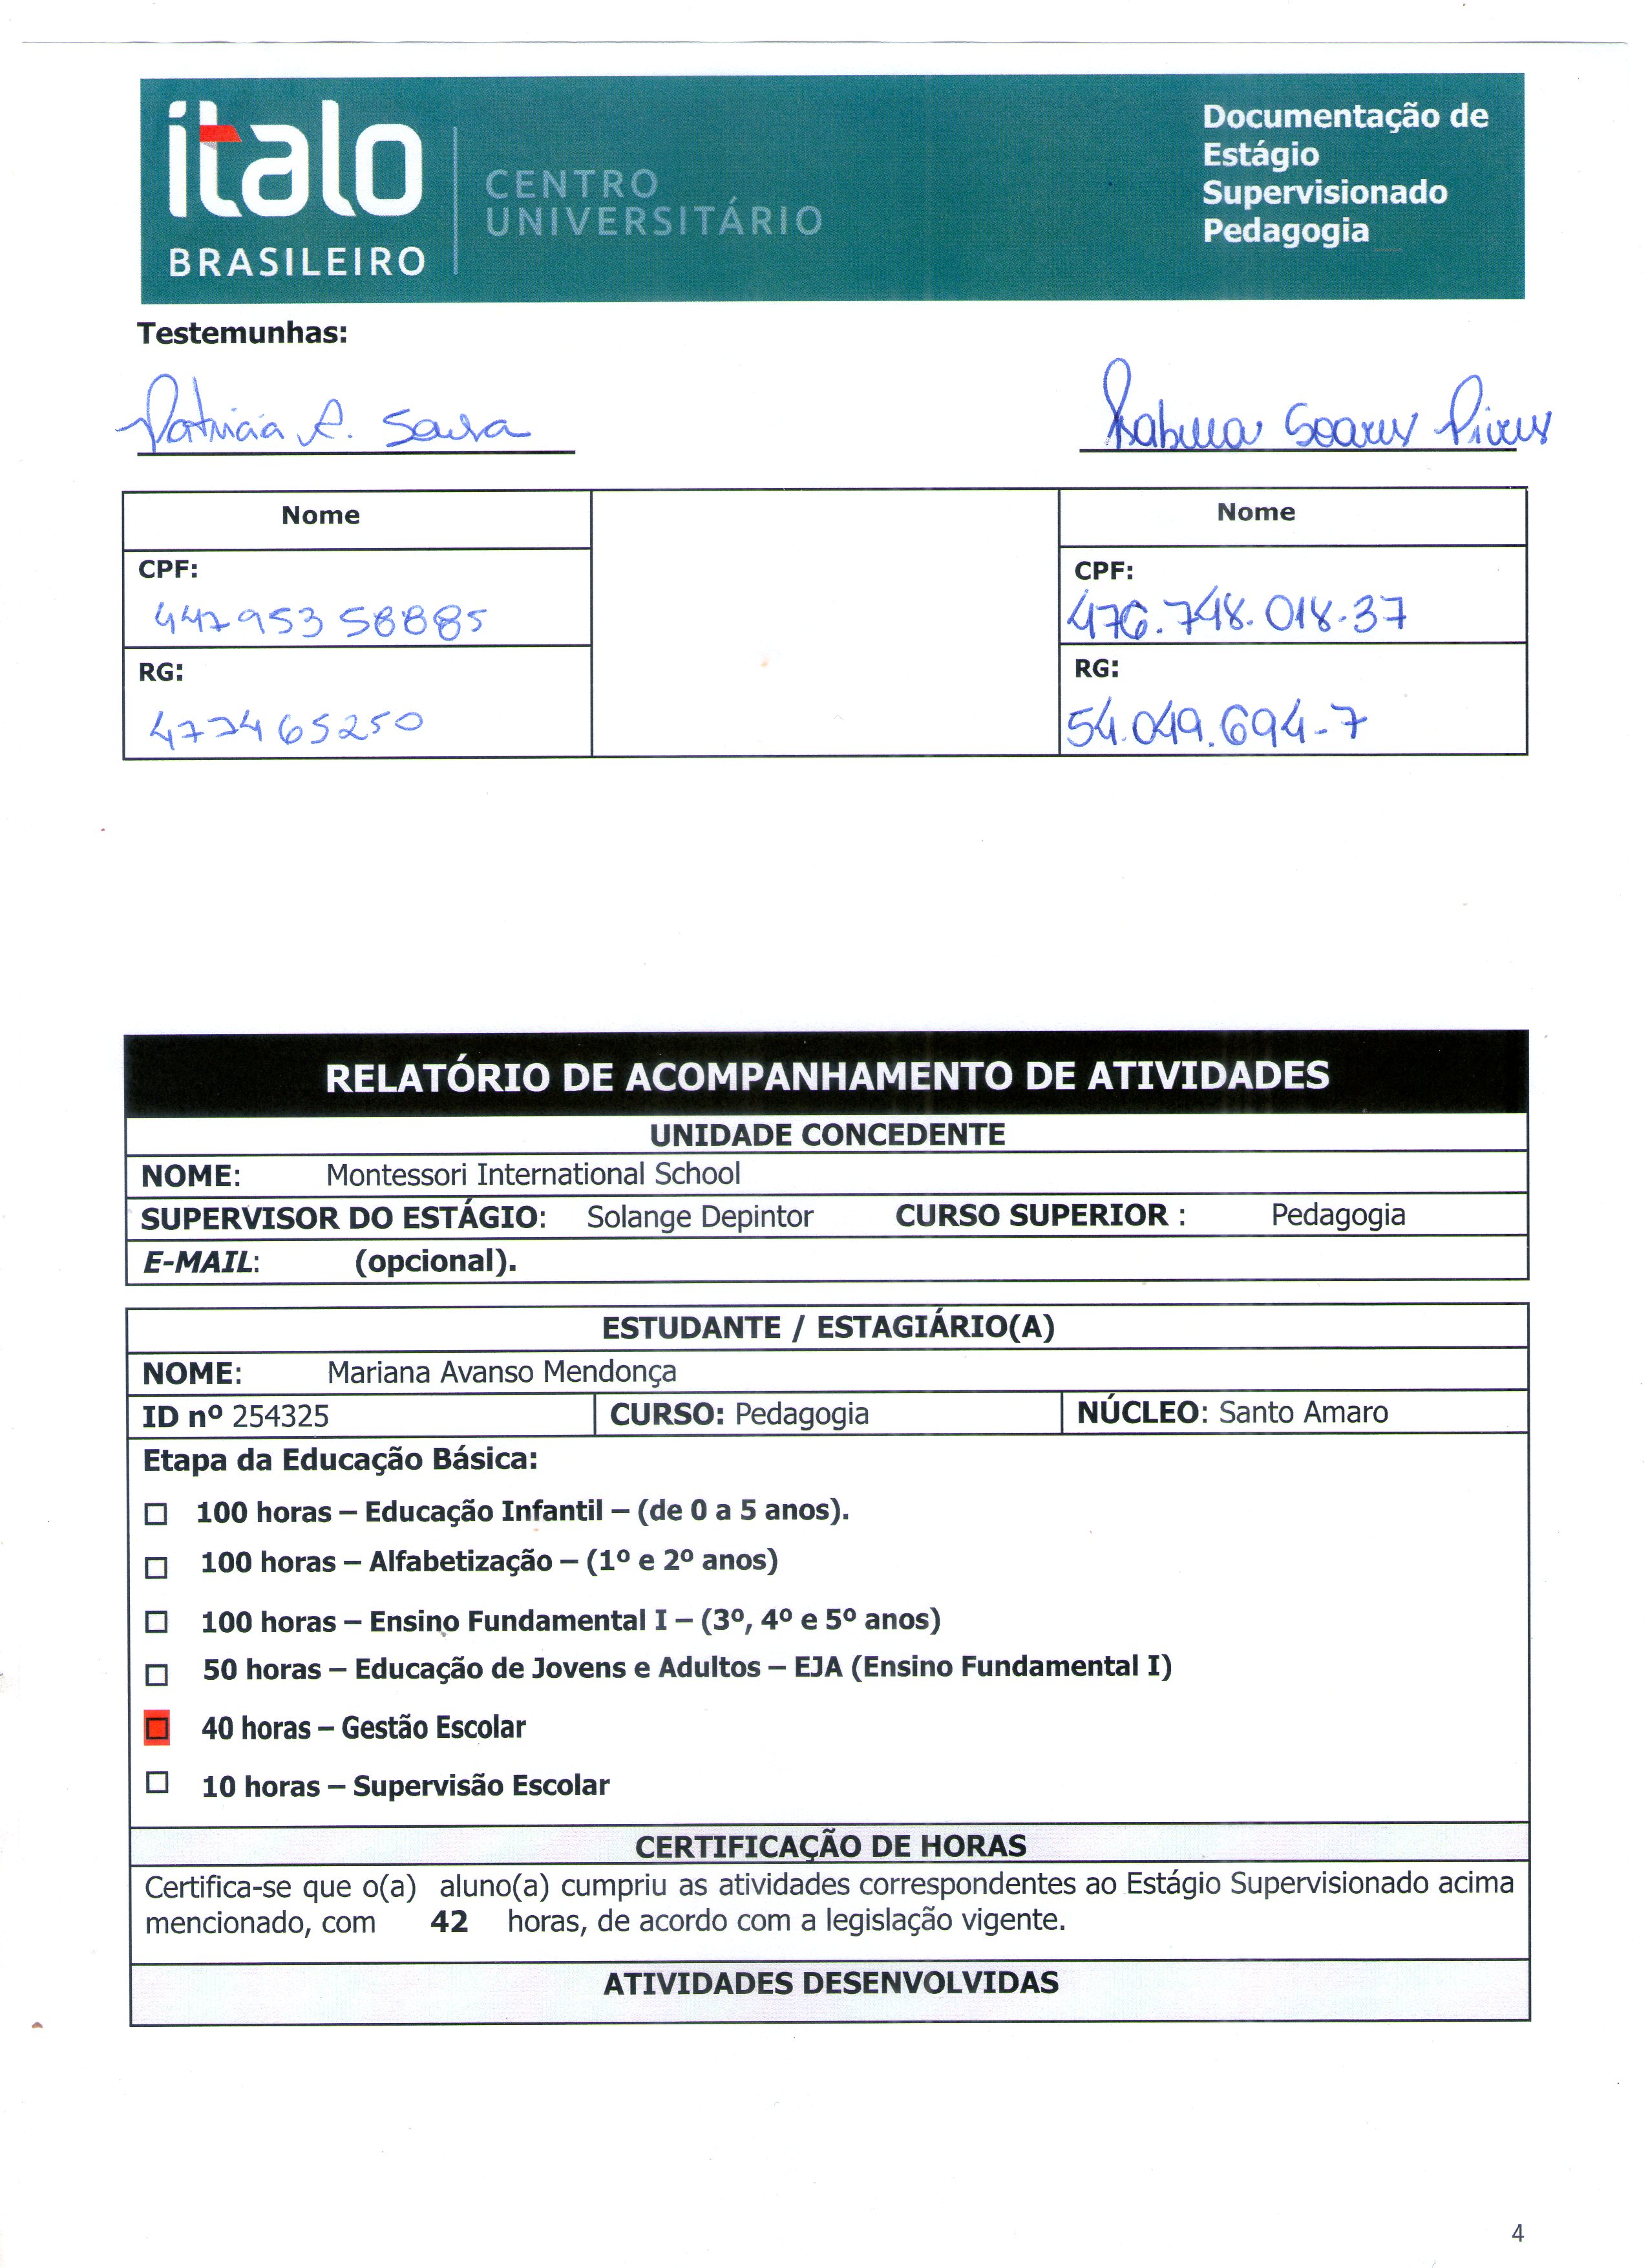 ítalo
BRASILEIRO
CENTRO
UNIVERSITÁRIO
Documentação de
Estágio
Supervisionado
Pedagogia
Testemunhas:
Patricia R. Sousa
Soares Pires
Nome
Nome
CPF:
CPF:
447953 58885
476.748.018-37
RG:
RG:
477465250
54.049.694-7
RELATÓRIO DE ACOMPANHAMENTO DE ATIVIDADES
UNIDADE CONCEDENTE
NOME: Montessori International School
SUPERVISOR DO ESTÁGIO: Solange Depintor CURSO SUPERIOR : Pedagogia
E-MAIL: (opcional).
ESTUDANTE / ESTAGIÁRIO(A)
NOME: Mariana Avanso Mendonça
ID nº 254325 CURSO: Pedagogia NÚCLEO: Santo Amaro
Etapa da Educação Básica:
100 horas – Educação Infantil – (de 0 a 5 anos).
100 horas – Alfabetização – (1º e 2º anos)
100 horas – Ensino Fundamental I – (3º, 4º e 5º anos)
50 horas – Educação de Jovens e Adultos – EJA (Ensino Fundamental I)
40 horas – Gestão Escolar
10 horas – Supervisão Escolar
CERTIFICAÇÃO DE HORAS
Certifica-se que o(a) aluno(a) cumpriu as atividades correspondentes ao Estágio Supervisionado acima
mencionado, com 42 horas, de acordo com a legislação vigente.
ATIVIDADES DESENVOLVIDAS
4